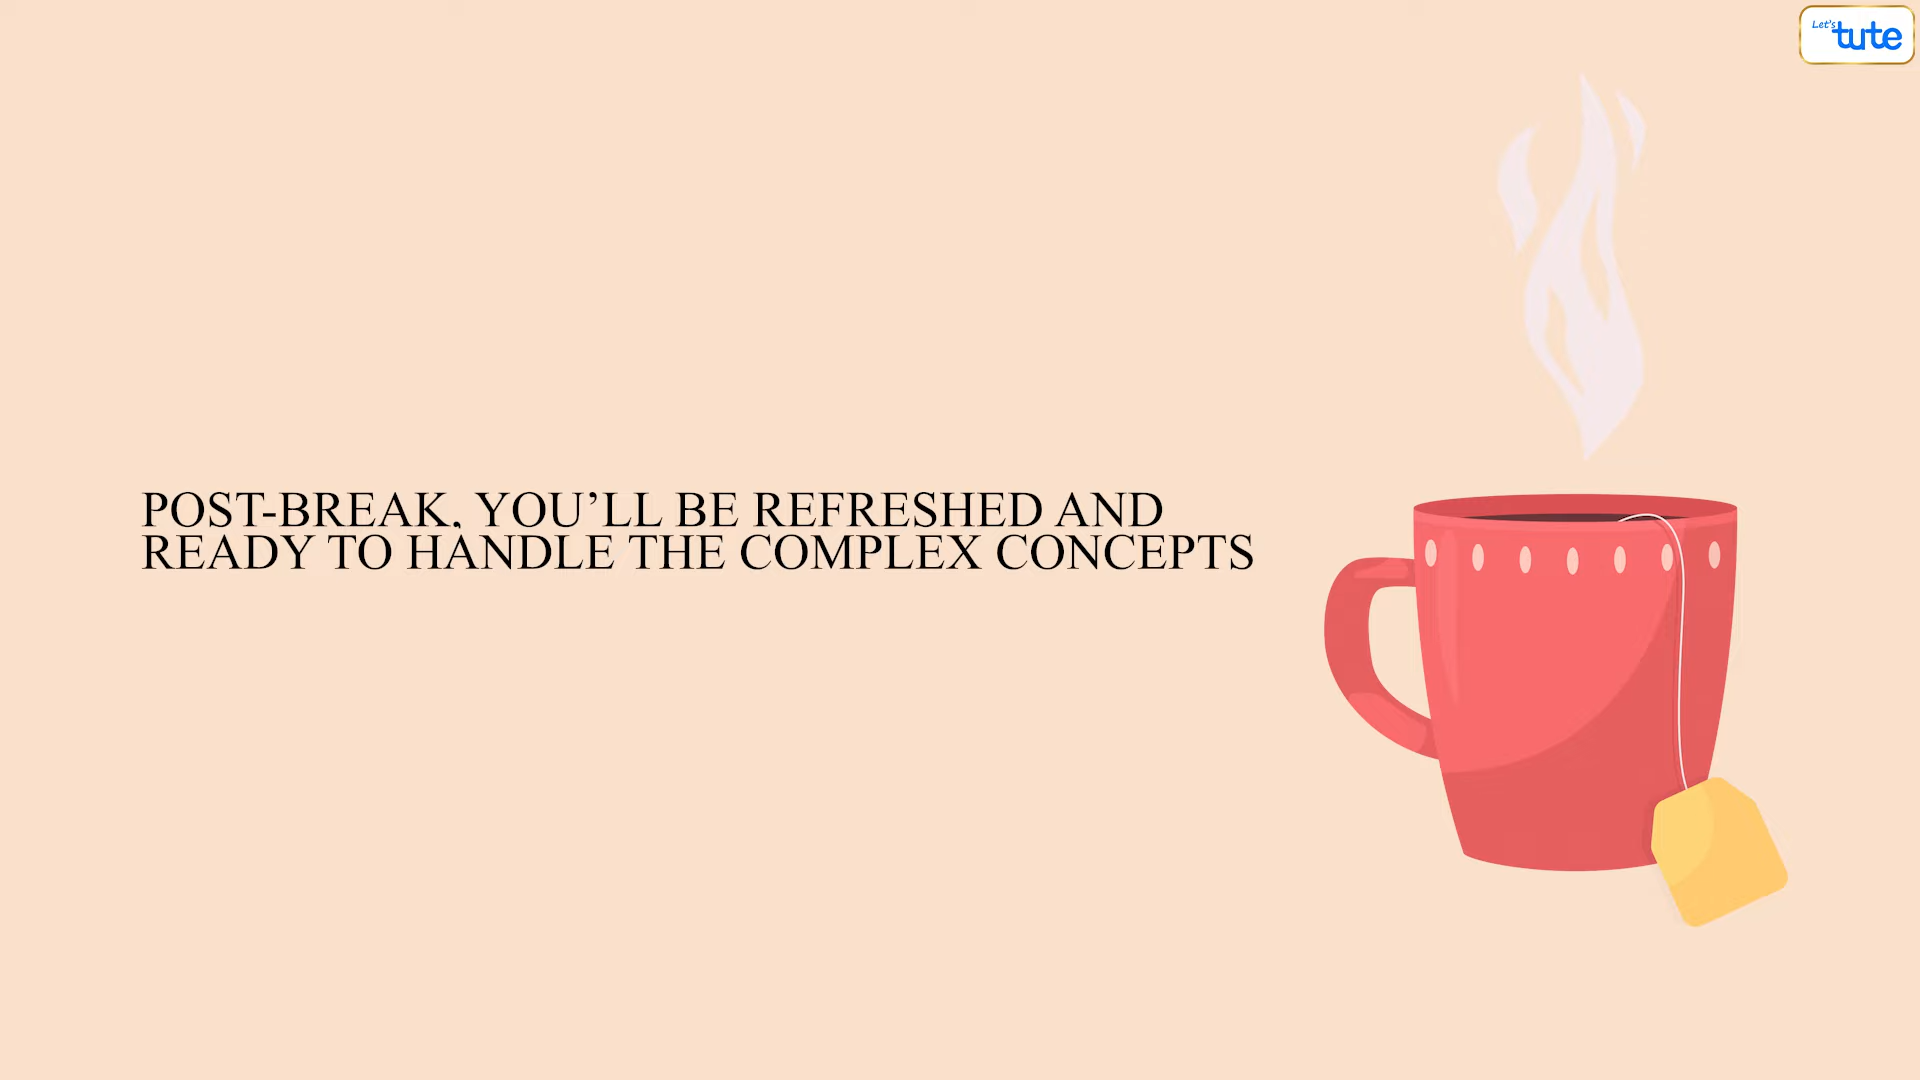 Let's tute
POST-BREAK, YOU’LL BE REFRESHED AND
READY TO HANDLE THE COMPLEX CONCEPTS